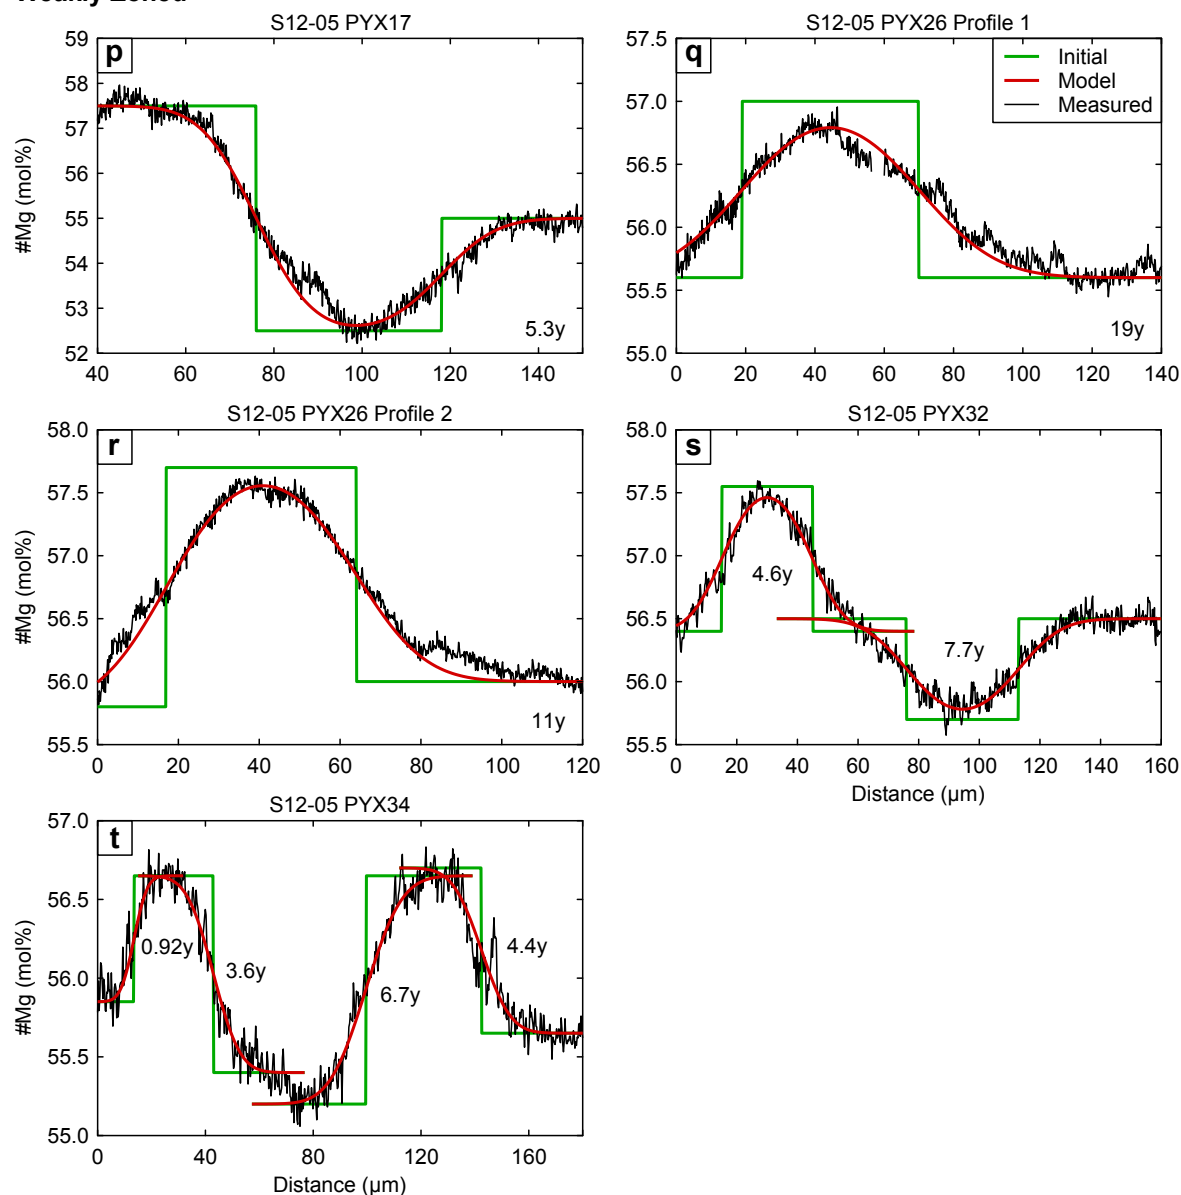 S12-05 PYX17
p
59
58
57
56
55
54
53
52
#Mg (mol%)
5.3y
40 60 80 100 120 140
S12-05 PYX26 Profile 1
q
Initial
Model
Measured
57.5
57.0
56.5
56.0
55.5
55.0
19y
0 20 40 60 80 100 120 140
S12-05 PYX26 Profile 2
r
58.0
57.5
57.0
56.5
56.0
55.5
#Mg (mol%)
11y
0 20 40 60 80 100 120
S12-05 PYX32
s
58.0
57.5
57.0
56.5
56.0
55.5
4.6y
7.7y
0 20 40 60 80 100 120 140 160
Distance (µm)
S12-05 PYX34
t
57.0
56.5
56.0
55.5
55.0
#Mg (mol%)
0.92y
3.6y
6.7y
4.4y
0 40 80 120 160
Distance (µm)